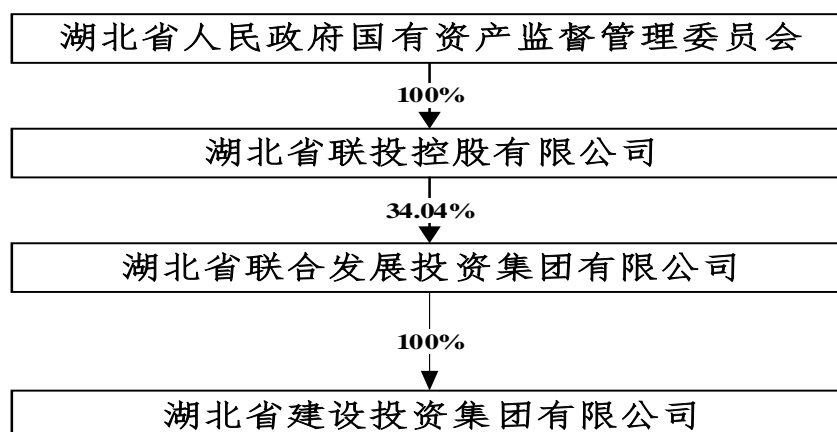 湖北省人民政府国有资产监督管理委员会
100%
湖北省联投控股有限公司
34.04%
湖北省联合发展投资集团有限公司
100%
湖北省建设投资集团有限公司